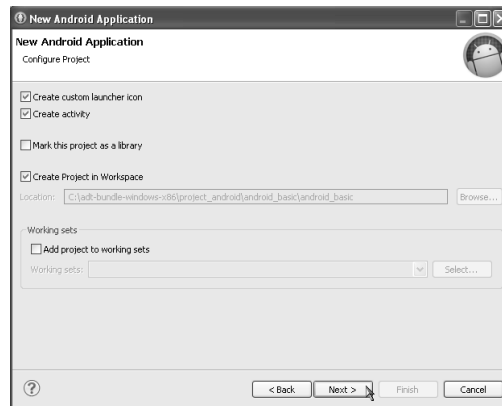 New Android Application
New Android Application
Configure Project
Create custom launcher icon
Create activity
Mark this project as a library
Create Project in Workspace
Location: C:\adt-bundle-windows-x86\project_android\android_basic\android_basic Browse...
Working sets
Add project to working sets
Working sets: Select...
? < Back Next > Finish Cancel